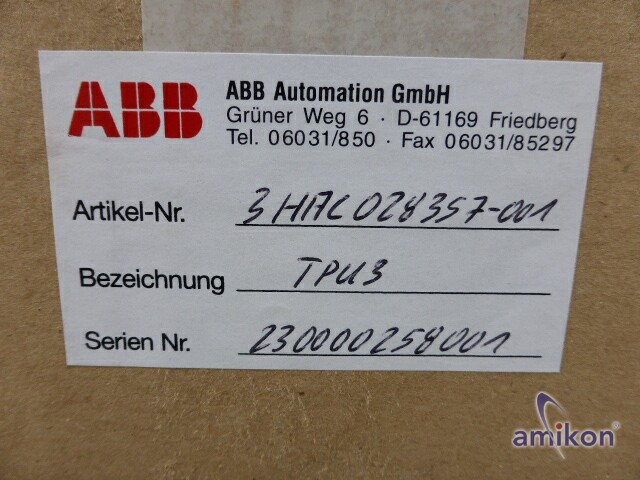 ABB
ABB Automation GmbH
Grüner Weg 6 · D-61169 Friedberg
Tel. 06031/850 · Fax 06031/85297
Artikel-Nr. 3HAC028357-001
Bezeichnung TPU3
Serien Nr. 230000258001
amikon